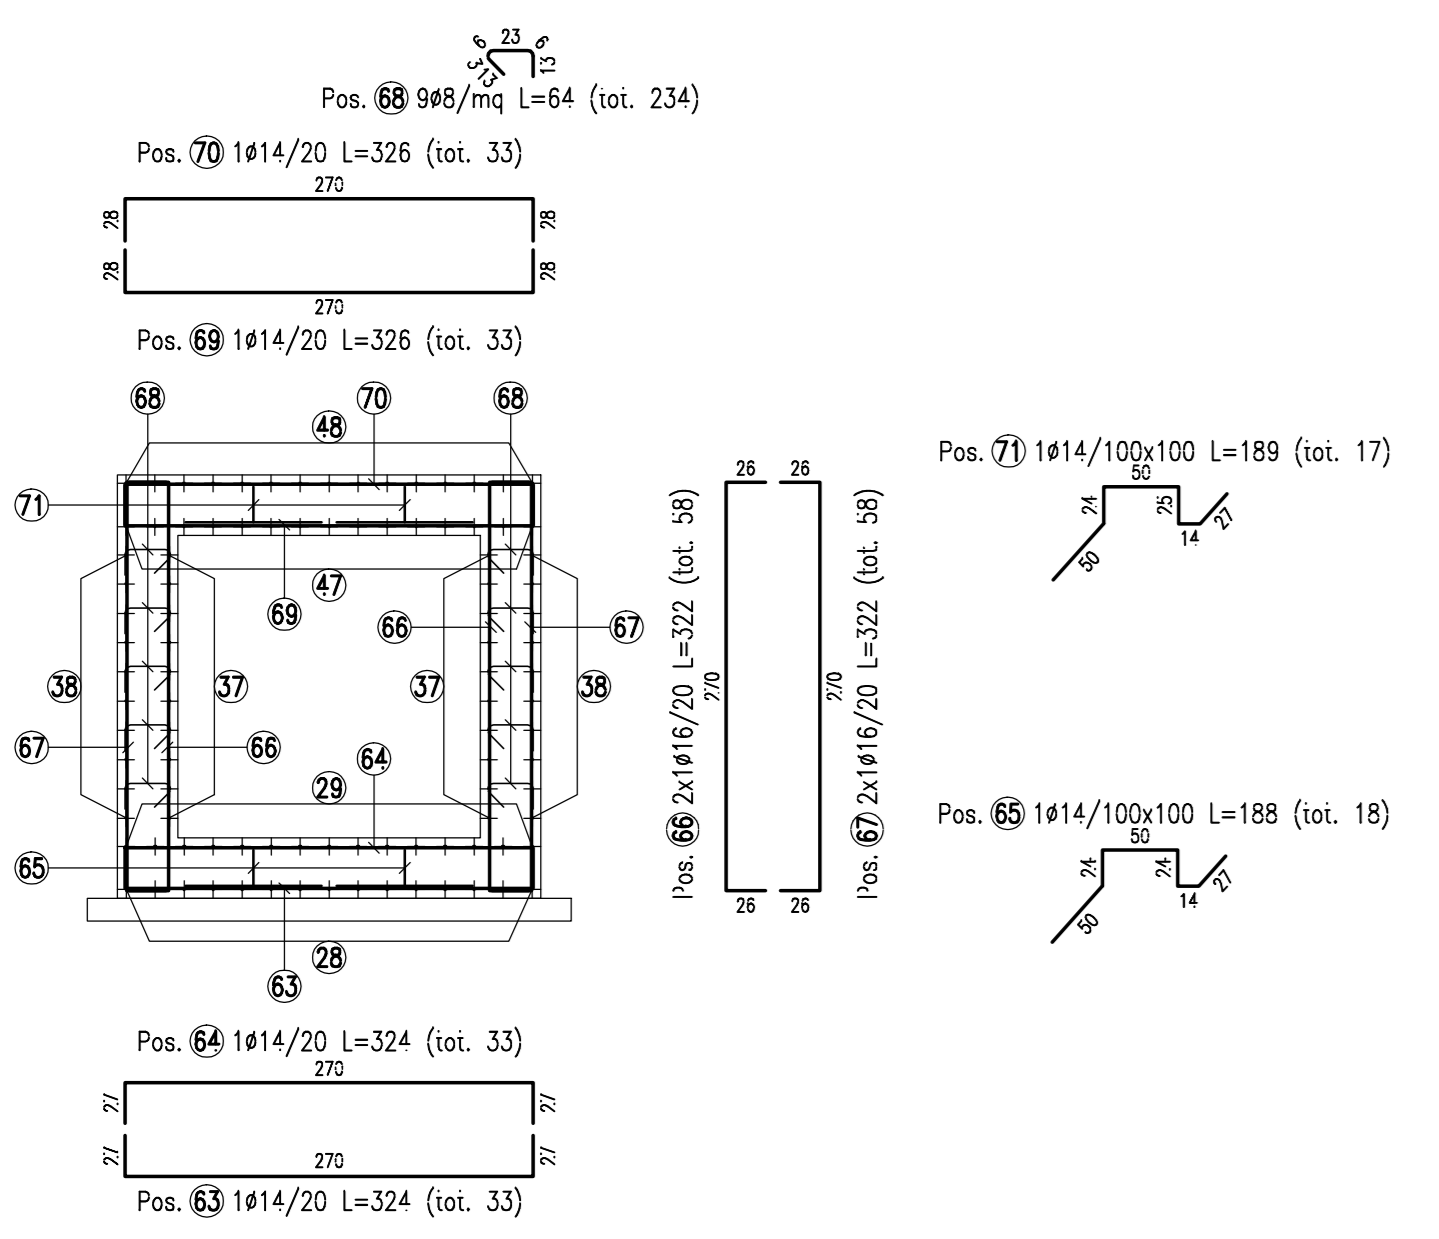 6 23 6
3 13 13
Pos. 68 9ø8/mq L=64 (tot. 234)
Pos. 70 1ø14/20 L=326 (tot. 33)
270
28 28
28 28
270
Pos. 69 1ø14/20 L=326 (tot. 33)
68 70 68
48
71
47
69
66 67
38 37 37 38
67 66
64
29
65
28
63
26 26
Pos. 66 2x1ø16/20 L=322 (tot. 58)
270
270
Pos. 67 2x1ø16/20 L=322 (tot. 58)
26 26
Pos. 71 1ø14/100x100 L=189 (tot. 17)
50
24 25
14 27
50
Pos. 65 1ø14/100x100 L=188 (tot. 18)
50
24 24
14 27
50
Pos. 64 1ø14/20 L=324 (tot. 33)
270
27 27
27 27
270
Pos. 63 1ø14/20 L=324 (tot. 33)